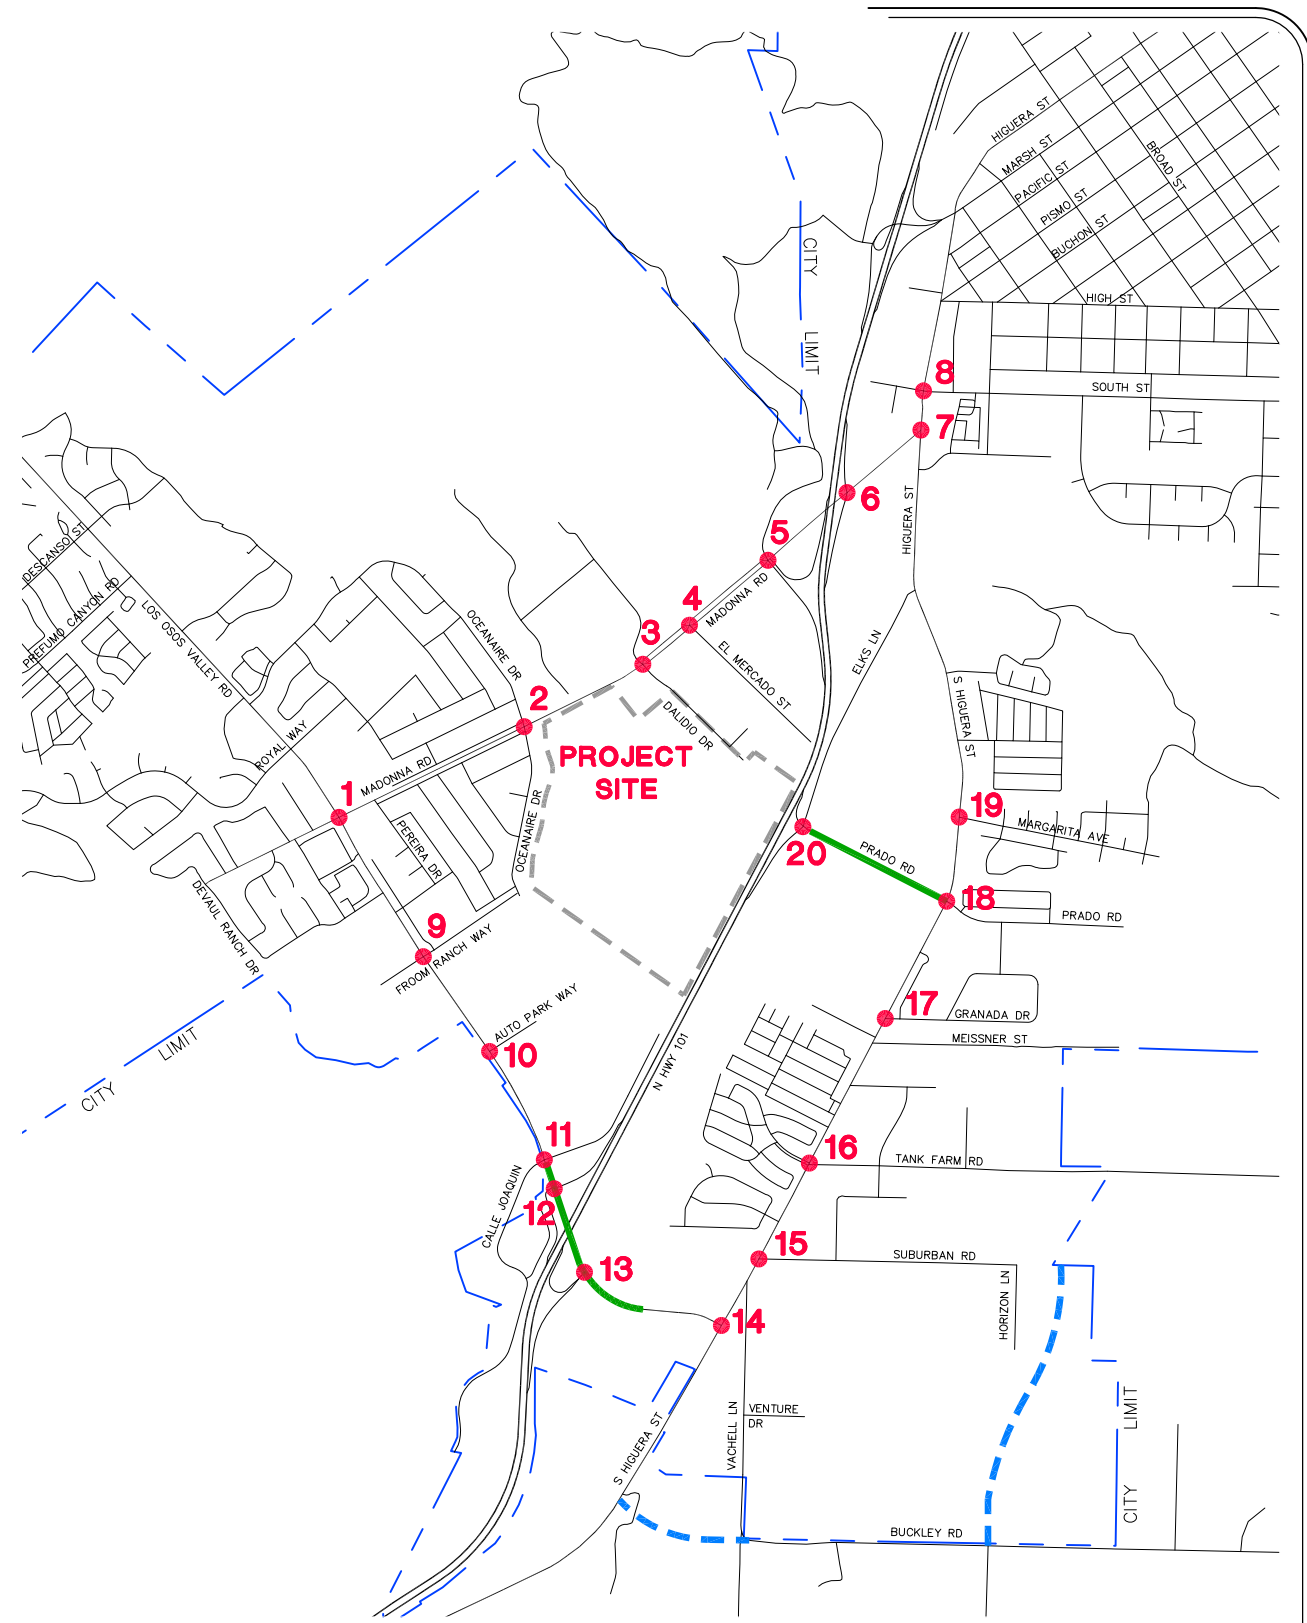 HIGUERA ST
MARSH ST
PACIFIC ST
BROAD ST
PISMO ST
BUCHON ST
CITY
LIMIT
HIGH ST
8
SOUTH ST
7
6
HIGUERA ST
5
DESCANSO ST
PREFUMO CANYON RD
LOS OSOS VALLEY RD
OCEANAIRE DR
4
MADONNA RD
3
EL MERCADO ST
ELKS LN
2
DALIDIO DR
S HIGUERA ST
ROYAL WAY
PROJECT
SITE
MADONNA RD
1
OCEANAIRE DR
PEREIRA DR
20
PRADO RD
19
MARGARITA AVE
18
PRADO RD
DEVAUL RANCH DR
9
FROOM RANCH WAY
AUTO PARK WAY
10
17
GRANADA DR
MEISSNER ST
N HWY 101
CITY
LIMIT
11
16
TANK FARM RD
CALLE JOAQUIN
12
13
15
SUBURBAN RD
HORIZON LN
14
VACHELL LN
VENTURE
DR
S HIGUERA ST
CITY
LIMIT
BUCKLEY RD